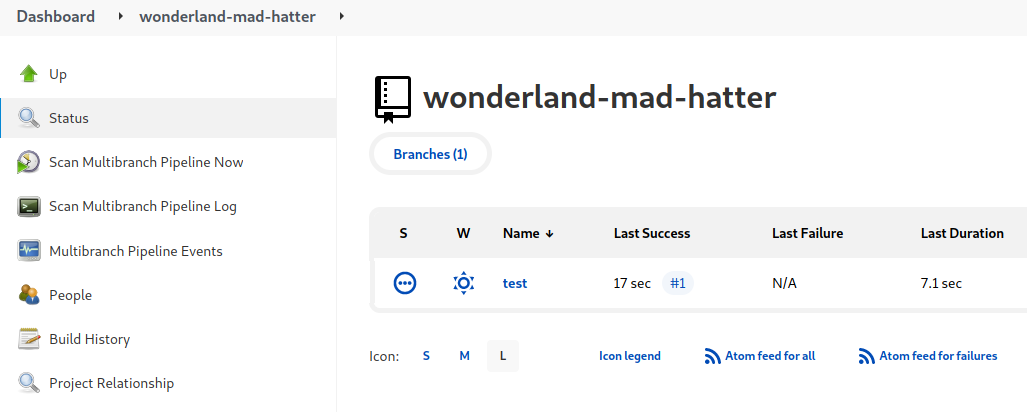 Dashboard wonderland-mad-hatter
Up
Status
Scan Multibranch Pipeline Now
Scan Multibranch Pipeline Log
Multibranch Pipeline Events
People
Build History
Project Relationship
wonderland-mad-hatter
Branches (1)
S W Name ↓ Last Success Last Failure Last Duration
test 17 sec #1 N/A 7.1 sec
Icon: S M L Icon legend Atom feed for all Atom feed for failures